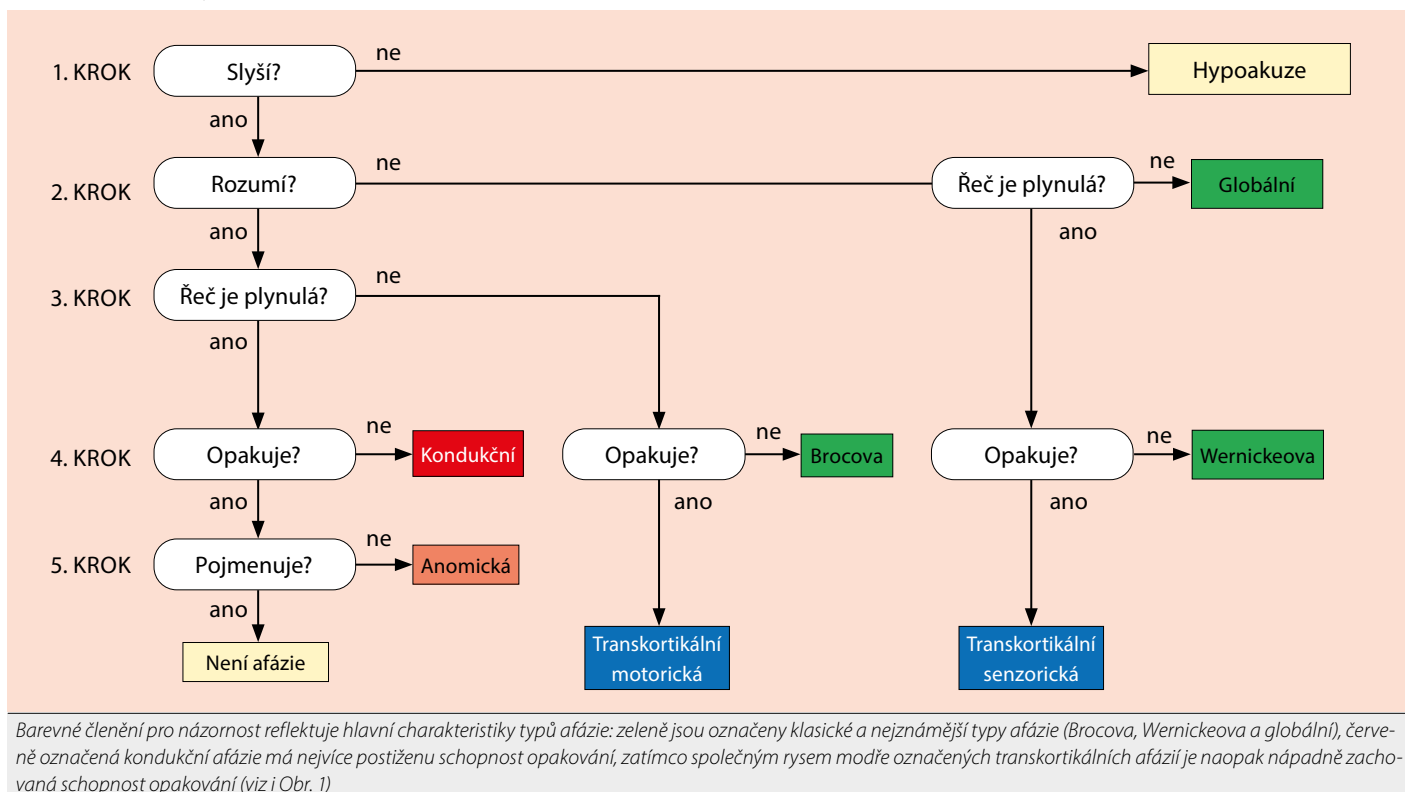 ne
1. KROK
Slyší?
Hypoakuze
ano
ne
ne
2. KROK
Rozumí?
Řeč je plynulá?
Globální
ano
ano
ne
3. KROK
Řeč je plynulá?
ano
ne
ne
ne
4. KROK
Opakuje?
Kondukční
Opakuje?
Brocova
Opakuje?
Wernickeova
ano
ano
ano
ne
5. KROK
Pojmenuje?
Anomická
ano
Není afázie
Transkortikální
motorická
Transkortikální
senzorická
Barevné členění pro názornost reflektuje hlavní charakteristiky typů afázie: zeleně jsou označeny klasické a nejznámější typy afázie (Brocova, Wernickeova a globální), červe-
ně označená kondukční afázie má nejvíce postiženu schopnost opakování, zatímco společným rysem modře označených transkortikálních afázií je naopak nápadně zacho-
vaná schopnost opakování (viz i Obr. 1)